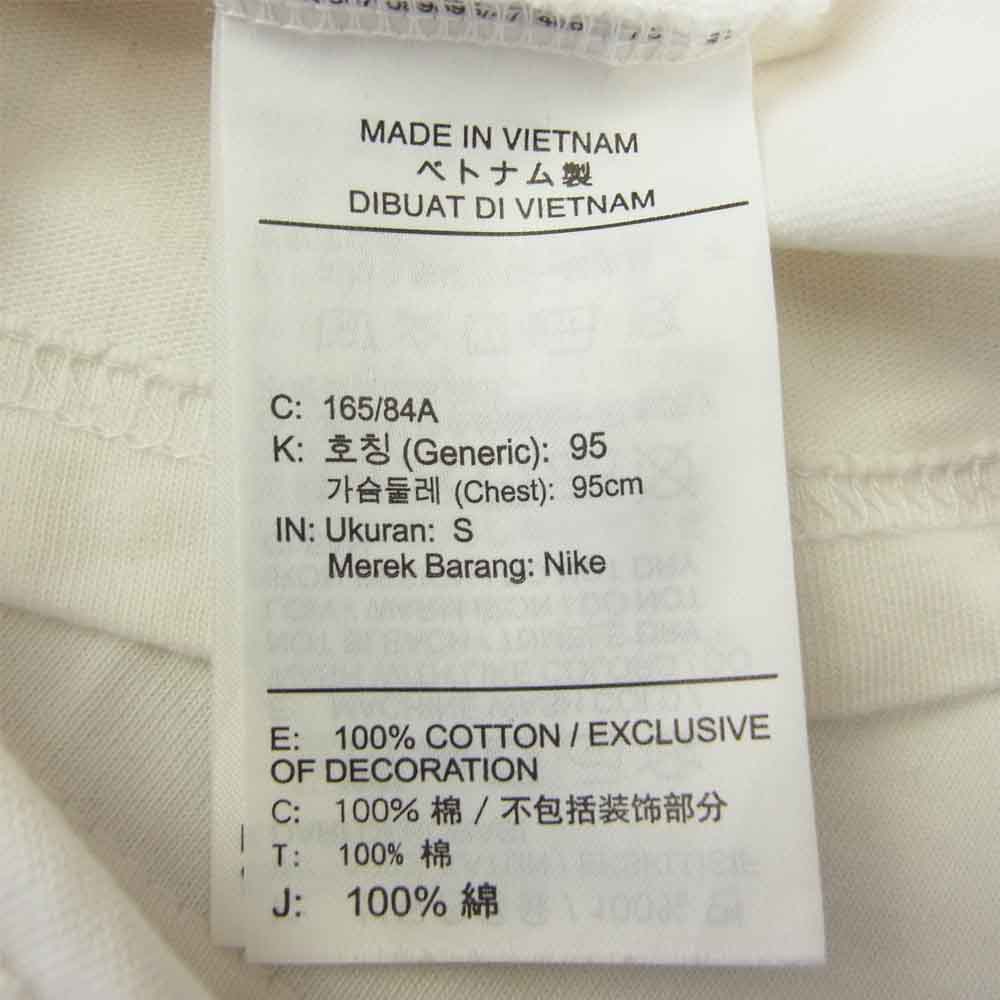 MADE IN VIETNAM
ベトナム製
DIBUAT DI VIETNAM
C: 165/84A
K: 호칭 (Generic): 95
가슴둘레 (Chest): 95cm
IN: Ukuran: S
Merek Barang: Nike
E: 100% COTTON / EXCLUSIVE
OF DECORATION
C: 100% 棉 / 不包括装饰部分
T: 100% 棉
J: 100% 綿